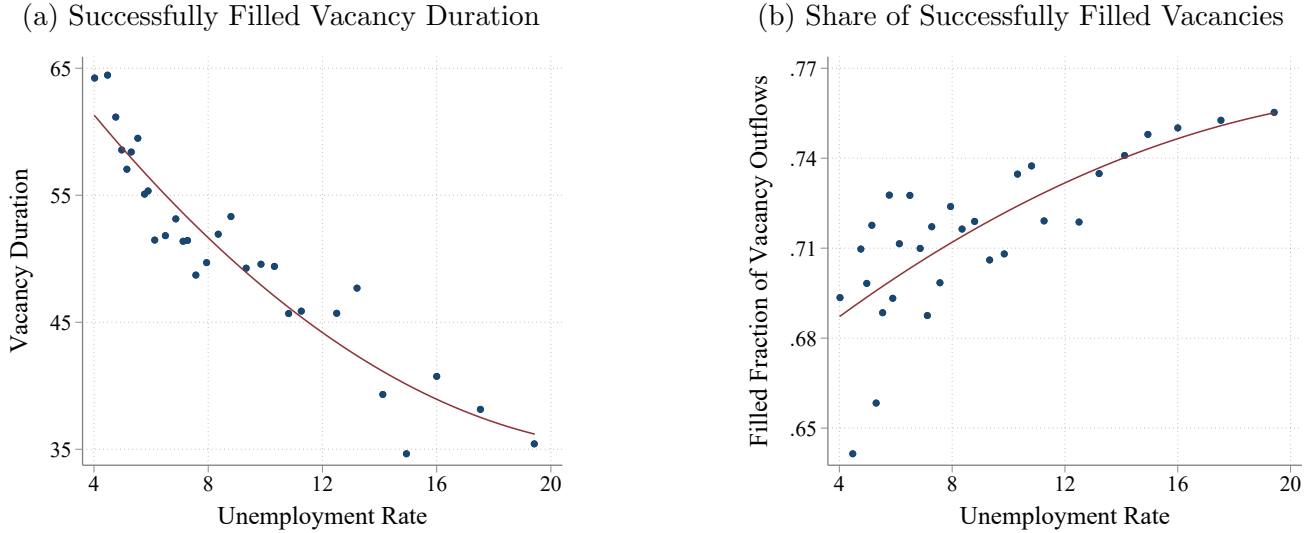 (a) Successfully Filled Vacancy Duration
65
55
45
35
Vacancy Duration
4 8 12 16 20
Unemployment Rate
(b) Share of Successfully Filled Vacancies
.77
.74
.71
.68
.65
Filled Fraction of Vacancy Outflows
4 8 12 16 20
Unemployment Rate